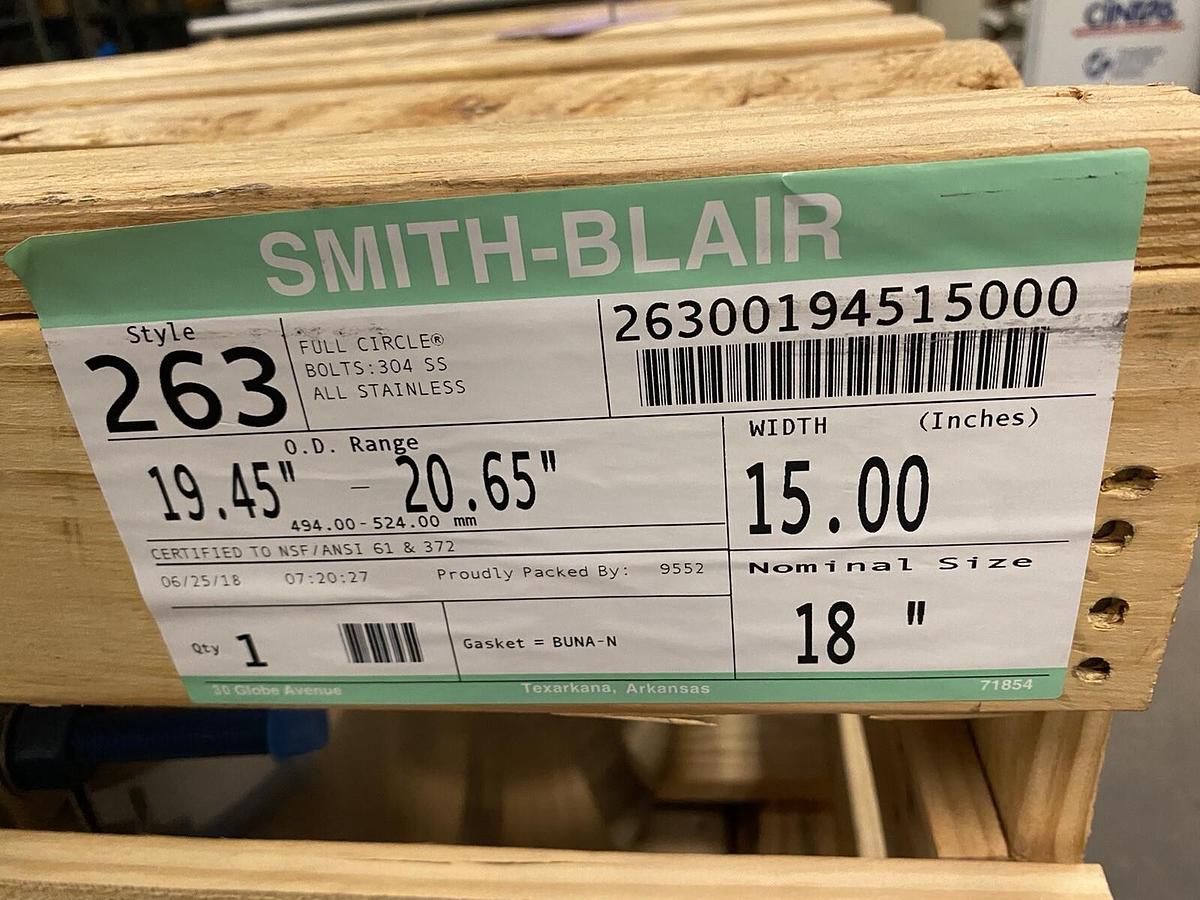 CINTAS
SMITH-BLAIR
Style
263
FULL CIRCLE®
BOLTS:304 SS
ALL STAINLESS
26300194515000
O.D. Range
19.45" - 20.65"
494.00-524.00 mm
WIDTH (Inches)
15.00
CERTIFIED TO NSF/ANSI 61 & 372
06/25/18 07:20:27 Proudly Packed By: 9552
Nominal Size
18 "
Qty 1
Gasket = BUNA-N
30 Globe Avenue Texarkana, Arkansas 71854